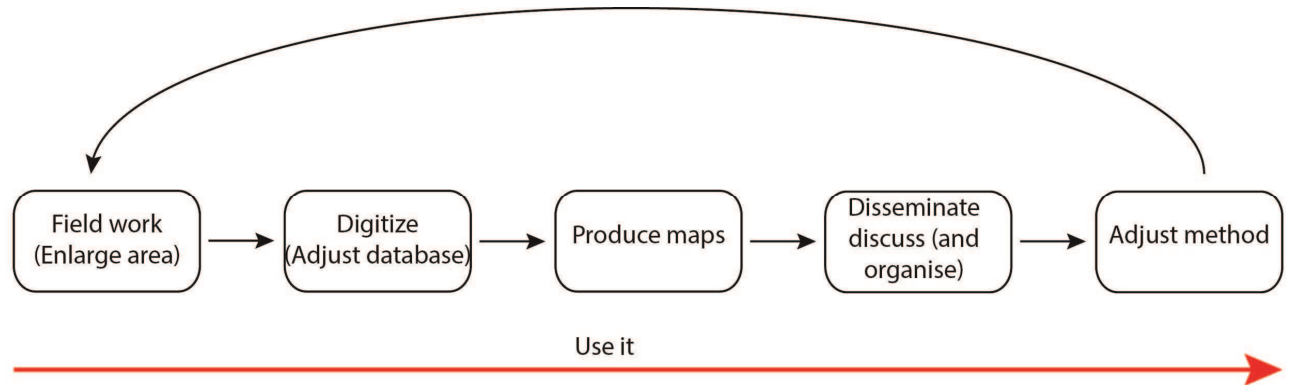 Field work
(Enlarge area)
Digitize
(Adjust database)
Produce maps
Disseminate
discuss (and
organise)
Adjust method
Use it